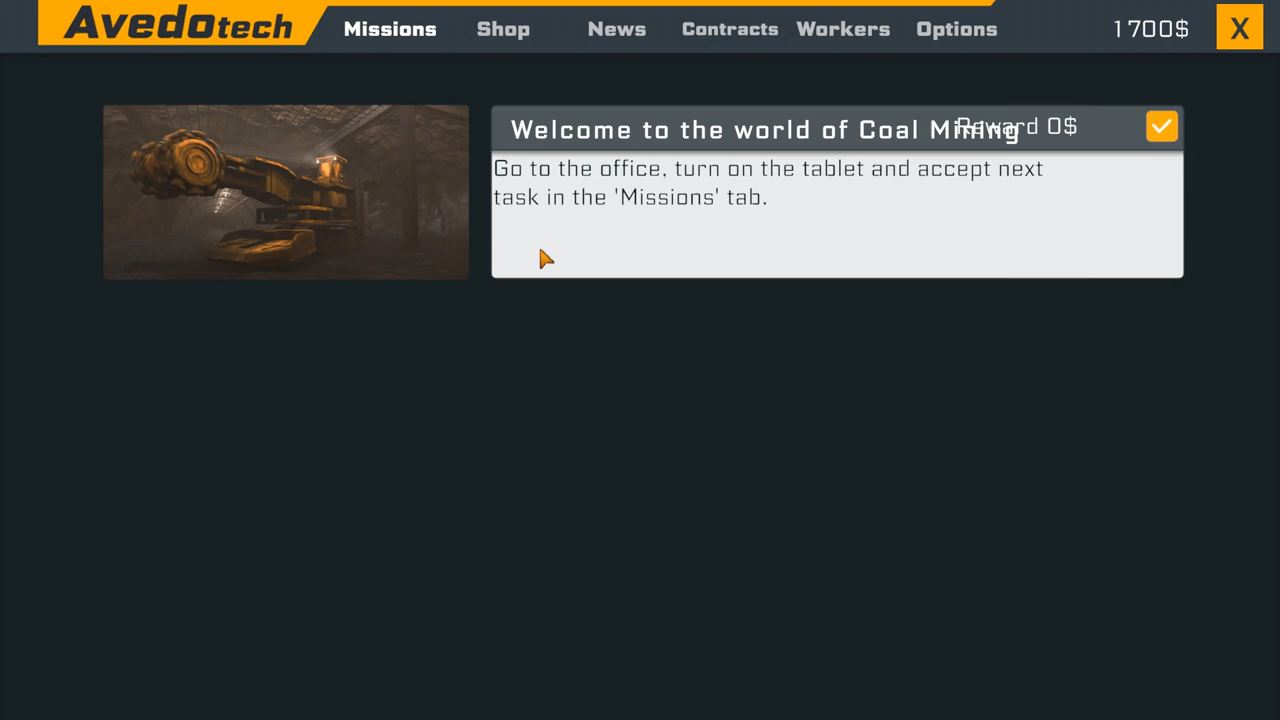 Avedotech
Missions Shop News Contracts Workers Options 1700$ X
Welcome to the world of Coal Mining Reward 0$
Go to the office, turn on the tablet and accept next
task in the 'Missions' tab.